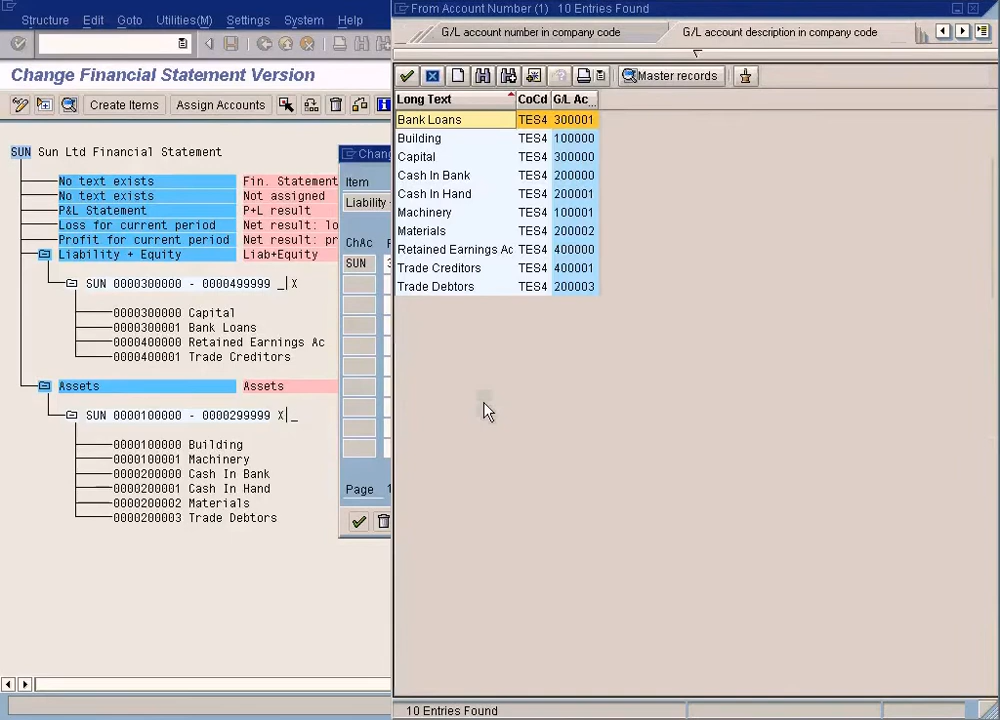 Structure Edit Goto Utilities(M) Settings System Help
Change Financial Statement Version
Create Items Assign Accounts
SUN Sun Ltd Financial Statement
No text exists Fin. Statement
No text exists Not assigned
P&L Statement P+L result
Loss for current period Net result: lo
Profit for current period Net result: pr
Liability + Equity Liab+Equity
SUN 0000300000 - 0000499999 _ X
0000300000 Capital
0000300001 Bank Loans
0000400000 Retained Earnings Ac
0000400001 Trade Creditors
Assets Assets
SUN 0000100000 - 0000299999 X _
0000100000 Building
0000100001 Machinery
0000200000 Cash In Bank
0000200001 Cash In Hand
0000200002 Materials
0000200003 Trade Debtors
Chang
Item
Liability
ChAc
SUN 3
Page 1
From Account Number (1) 10 Entries Found
G/L account number in company code G/L account description in company code
Master records
Long Text CoCd G/L Ac...
Bank Loans TES4 300001
Building TES4 100000
Capital TES4 300000
Cash In Bank TES4 200000
Cash In Hand TES4 200001
Machinery TES4 100001
Materials TES4 200002
Retained Earnings Ac TES4 400000
Trade Creditors TES4 400001
Trade Debtors TES4 200003
10 Entries Found